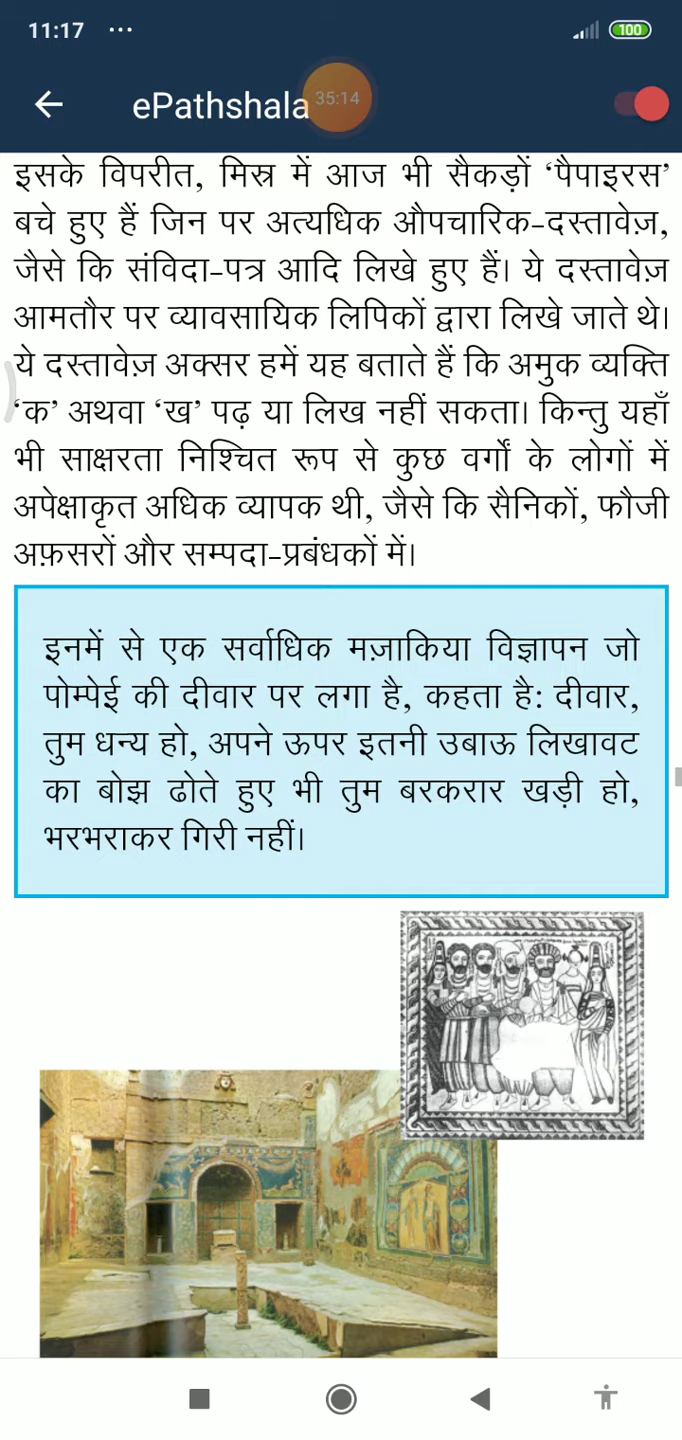 11:17 ...
100
ePathshala
35:14
इसके विपरीत, मिस्र में आज भी सैकड़ों ‘पैपाइरस’
बचे हुए हैं जिन पर अत्यधिक औपचारिक-दस्तावेज़,
जैसे कि संविदा-पत्र आदि लिखे हुए हैं। ये दस्तावेज़
आमतौर पर व्यावसायिक लिपिकों द्वारा लिखे जाते थे।
ये दस्तावेज़ अक्सर हमें यह बताते हैं कि अमुक व्यक्ति
‘क’ अथवा ‘ख’ पढ़ या लिख नहीं सकता। किन्तु यहाँ
भी साक्षरता निश्चित रूप से कुछ वर्गों के लोगों में
अपेक्षाकृत अधिक व्यापक थी, जैसे कि सैनिकों, फौजी
अफ़सरों और सम्पदा-प्रबंधकों में।
इनमें से एक सर्वाधिक मज़ाकिया विज्ञापन जो
पोम्पेई की दीवार पर लगा है, कहता है: दीवार,
तुम धन्य हो, अपने ऊपर इतनी उबाऊ लिखावट
का बोझ ढोते हुए भी तुम बरकरार खड़ी हो,
भरभराकर गिरी नहीं।